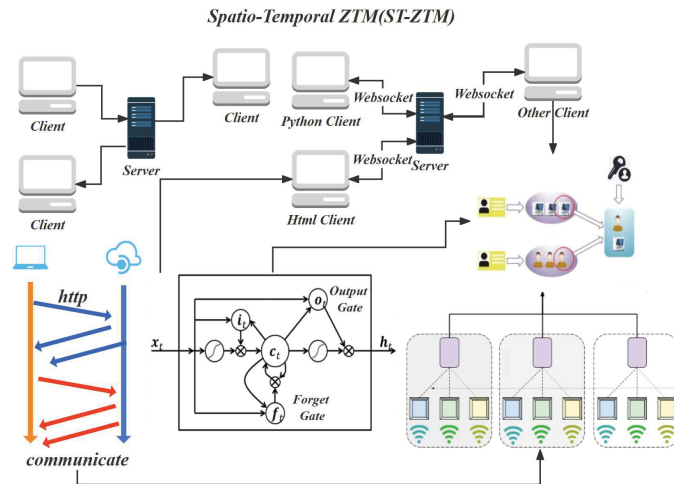 Spatio-Temporal ZTM(ST-ZTM)
Client
Client
Server
Client
Python Client
Websocket
Websocket
Websocket
Server
Other Client
Html Client
http
communicate
xₜ
iₜ
cₜ
oₜ
fₜ
hₜ
Output
Gate
Forget
Gate